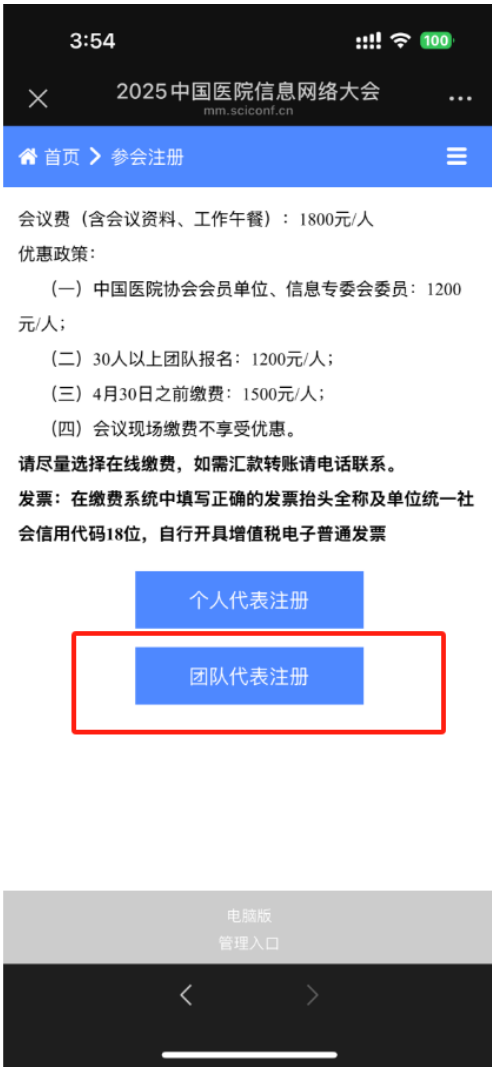 3:54
100
2025中国医院信息网络大会
mm.sciconf.cn
首页
参会注册
会议费（含会议资料、工作午餐）：1800元/人
优惠政策：
（一）中国医院协会会员单位、信息专委会委员：1200
元/人；
（二）30人以上团队报名：1200元/人；
（三）4月30日之前缴费：1500元/人；
（四）会议现场缴费不享受优惠。
请尽量选择在线缴费，如需汇款转账请电话联系。
发票：在缴费系统中填写正确的发票抬头全称及单位统一社
会信用代码18位，自行开具增值税电子普通发票
个人代表注册
团队代表注册
电脑版
管理入口